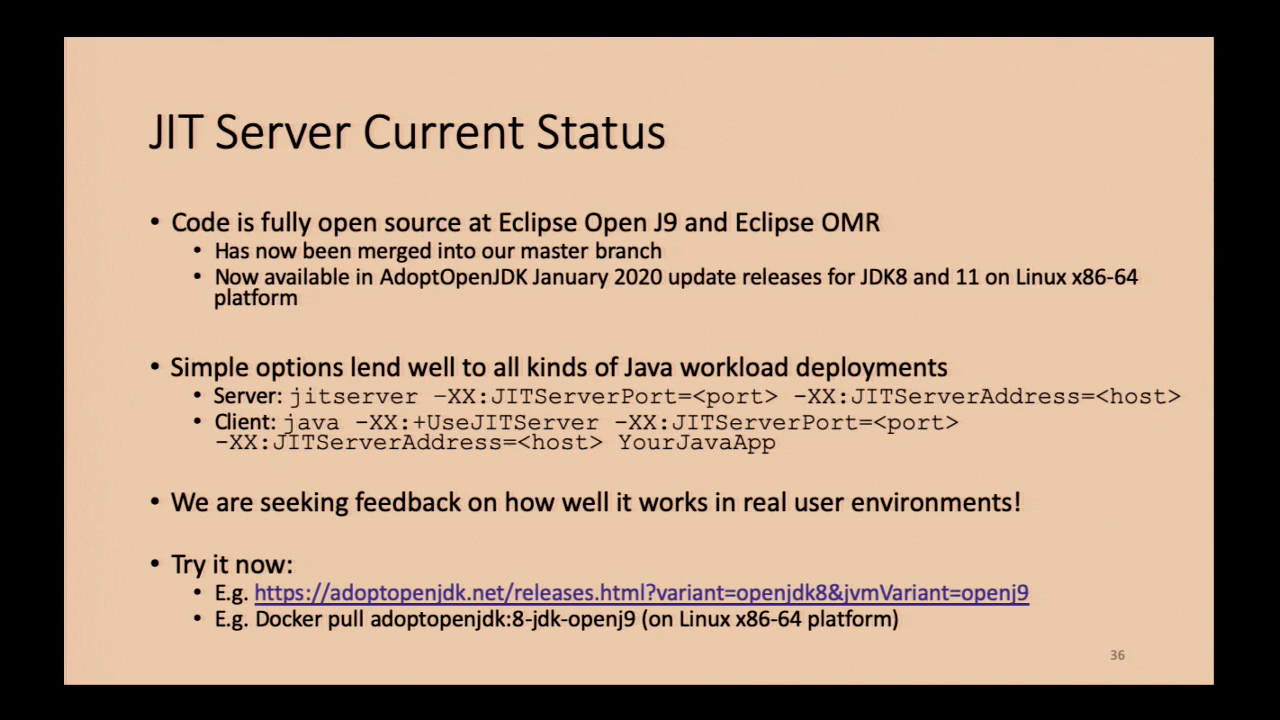 JIT Server Current Status
• Code is fully open source at Eclipse Open J9 and Eclipse OMR
• Has now been merged into our master branch
• Now available in AdoptOpenJDK January 2020 update releases for JDK8 and 11 on Linux x86-64
platform
• Simple options lend well to all kinds of Java workload deployments
• Server: jitserver –XX:JITServerPort=<port> –XX:JITServerAddress=<host>
• Client: java –XX:+UseJITServer –XX:JITServerPort=<port>
–XX:JITServerAddress=<host> YourJavaApp
• We are seeking feedback on how well it works in real user environments!
• Try it now:
• E.g. https://adoptopenjdk.net/releases.html?variant=openjdk8&jvmVariant=openj9
• E.g. Docker pull adoptopenjdk:8-jdk-openj9 (on Linux x86-64 platform)
36